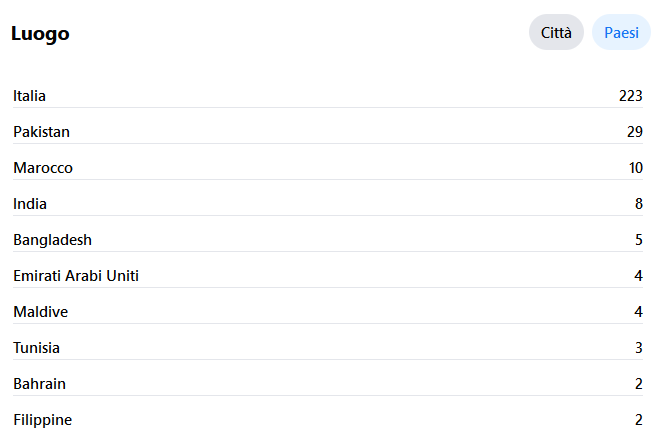 Luogo Città Paesi
Italia 223
Pakistan 29
Marocco 10
India 8
Bangladesh 5
Emirati Arabi Uniti 4
Maldive 4
Tunisia 3
Bahrain 2
Filippine 2